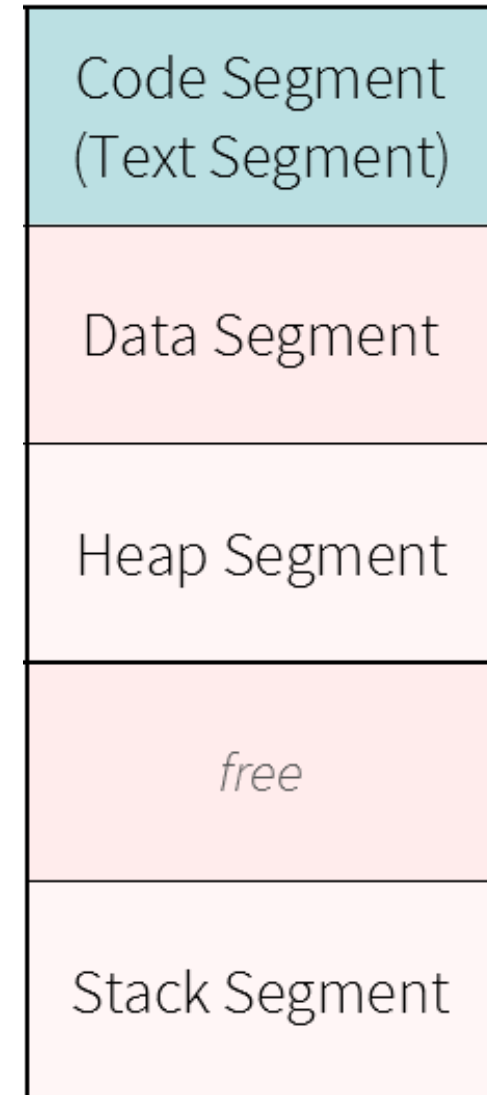 Code Segment
(Text Segment)
Data Segment
Heap Segment
free
Stack Segment